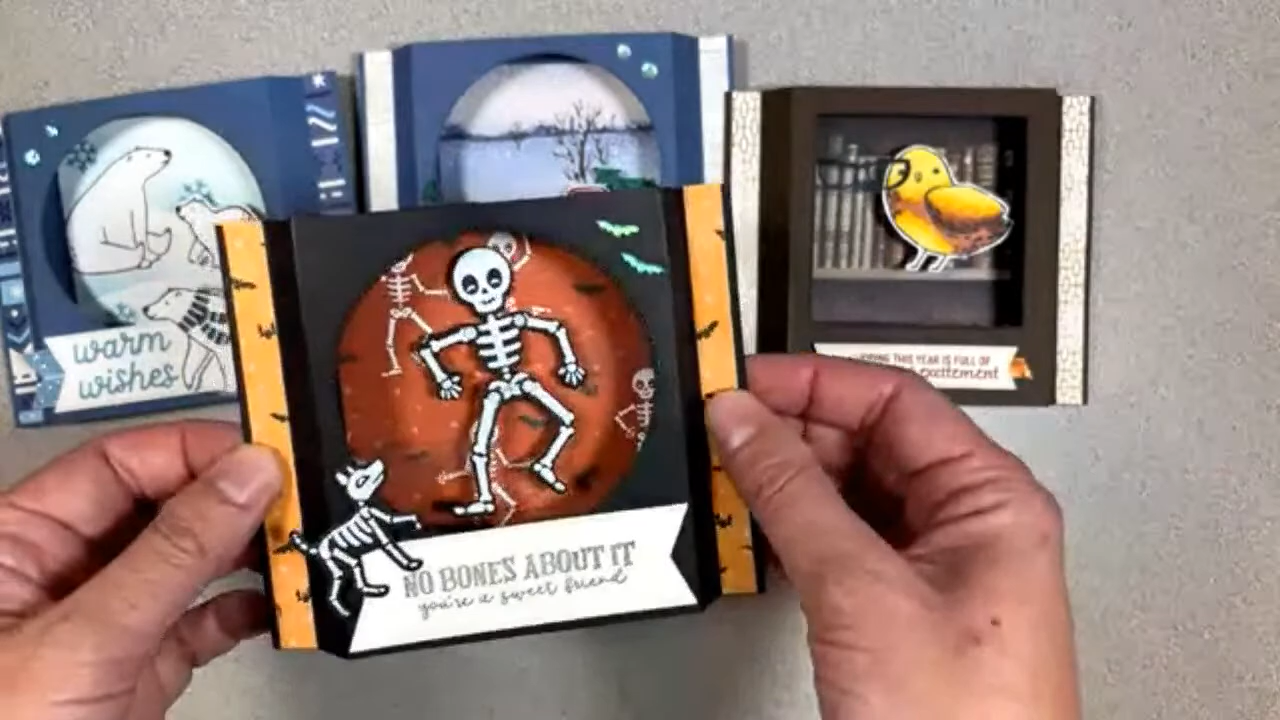 warm
wishes
THIS YEAR IS FULL OF
excitement
NO BONES ABOUT IT
you're a sweet friend